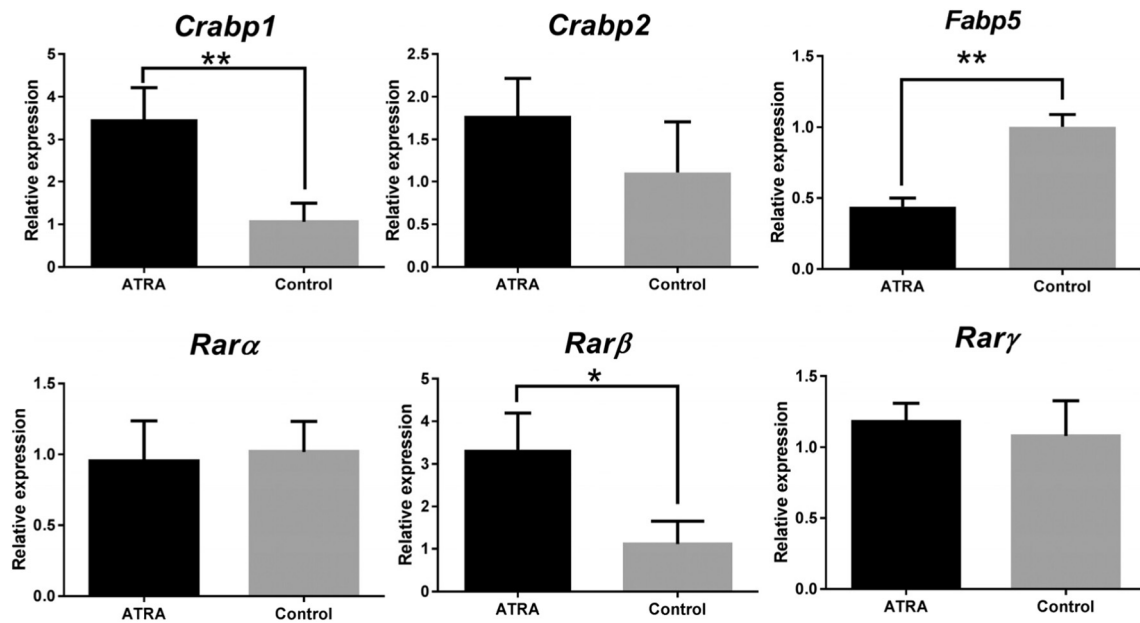 Crabp1
Relative expression
5
4
3
2
1
0
**
ATRA
Control
Crabp2
Relative expression
2.5
2.0
1.5
1.0
0.5
0.0
ATRA
Control
Fabp5
Relative expression
1.5
1.0
0.5
0.0
**
ATRA
Control
Rarα
Relative expression
1.5
1.0
0.5
0.0
ATRA
Control
Rarβ
Relative expression
5
4
3
2
1
0
*
ATRA
Control
Rarγ
Relative expression
1.5
1.0
0.5
0.0
ATRA
Control